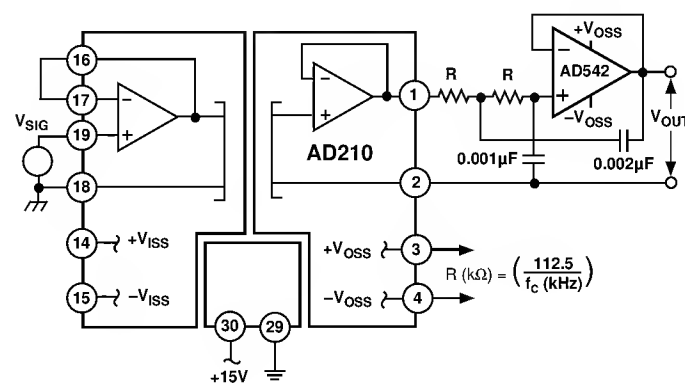 16
17
19
18
14
15
V_SIG
−
+
+V_ISS
−V_ISS
30
29
+15V
−
+
AD210
1
2
3
4
+V_OSS
−V_OSS
R
R
−
+
+V_OSS
AD542
−V_OSS
0.001µF
0.002µF
V_OUT
R (kΩ) = ( 112.5 / f_C (kHz) )